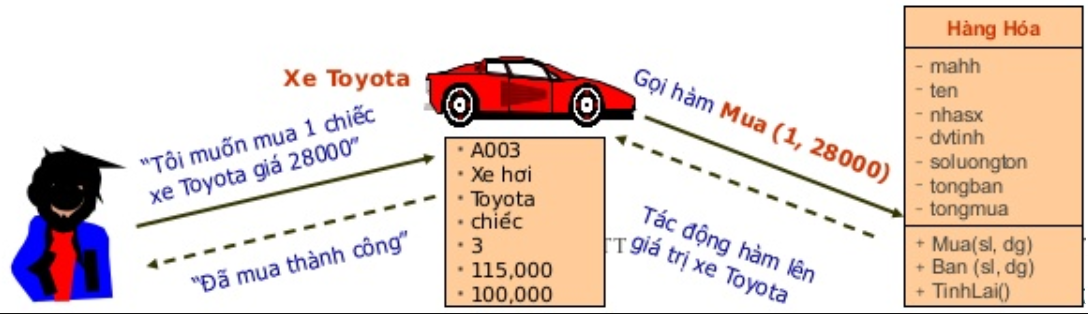 Xe Toyota
“Tôi muốn mua 1 chiếc
xe Toyota giá 28000”
“Đã mua thành công”
• A003
• Xe hơi
• Toyota
• chiếc
• 3
• 115,000
• 100,000
Gọi hàm Mua (1, 28000)
TT
Tác động hàm lên
giá trị xe Toyota
Hàng Hóa
- mahh
- ten
- nhasx
- dvtinh
- soluongton
- tongban
- tongmua
+ Mua(sl, dg)
+ Ban (sl, dg)
+ TinhLai()